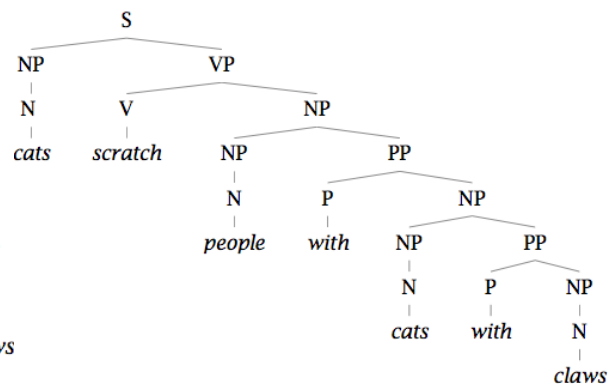 S
NP VP
N V NP
cats scratch NP PP
N P NP
people with NP PP
N P NP
cats with N
claws